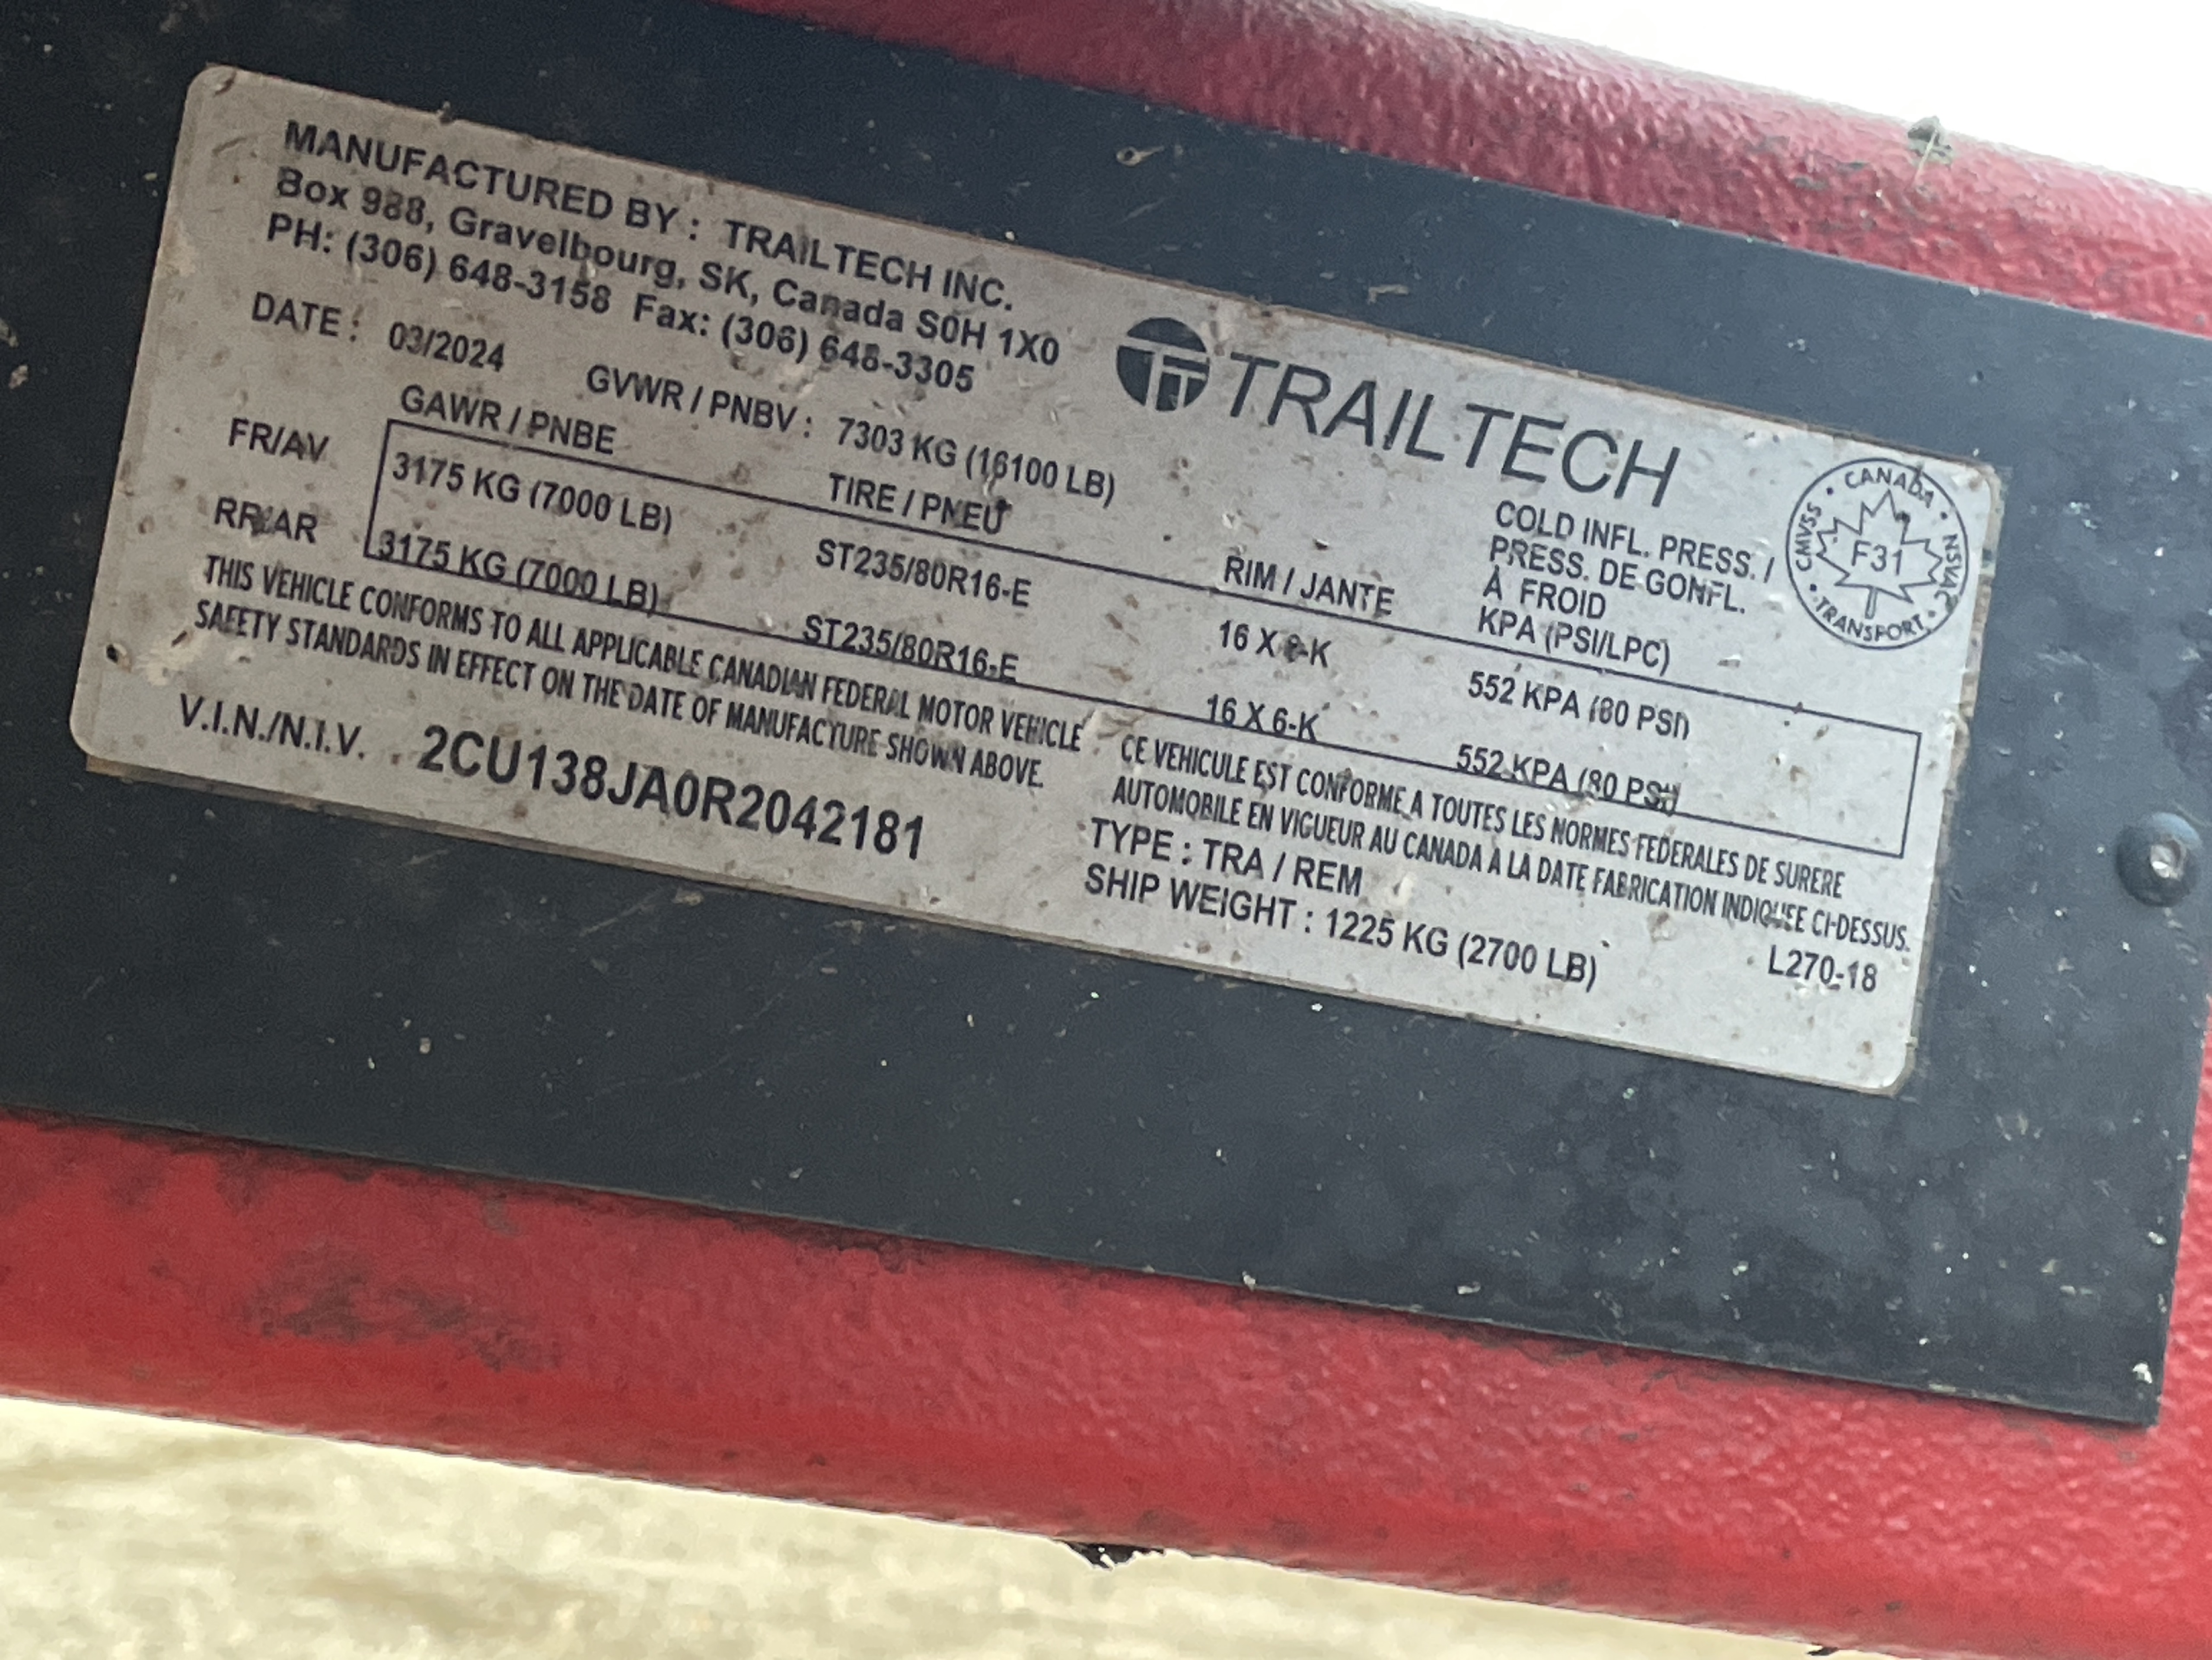 MANUFACTURED BY : TRAILTECH INC.
Box 988, Gravelbourg, SK, Canada S0H 1X0
PH: (306) 648-3158 Fax: (306) 648-3305
DATE : 03/2024 GVWR / PNBV : 7303 KG (16100 LB)
TRAILTECH
CANADA
CMVSS NSVAC
F31
TRANSPORT
GAWR / PNBE TIRE / PNEU RIM / JANTE COLD INFL. PRESS. /
PRESS. DE GONFL.
À FROID
KPA (PSI/LPC)
FR/AV 3175 KG (7000 LB) ST235/80R16-E 16 X 6-K 552 KPA (80 PSI)
RR/AR 3175 KG (7000 LB) ST235/80R16-E 16 X 6-K 552 KPA (80 PSI)
THIS VEHICLE CONFORMS TO ALL APPLICABLE CANADIAN FEDERAL MOTOR VEHICLE
SAFETY STANDARDS IN EFFECT ON THE DATE OF MANUFACTURE SHOWN ABOVE.
CE VEHICULE EST CONFORME A TOUTES LES NORMES FEDERALES DE SURERE
AUTOMOBILE EN VIGUEUR AU CANADA A LA DATE FABRICATION INDIQUEE CI-DESSUS.
V.I.N./N.I.V. 2CU138JA0R2042181
TYPE : TRA / REM
SHIP WEIGHT : 1225 KG (2700 LB)
L270-18